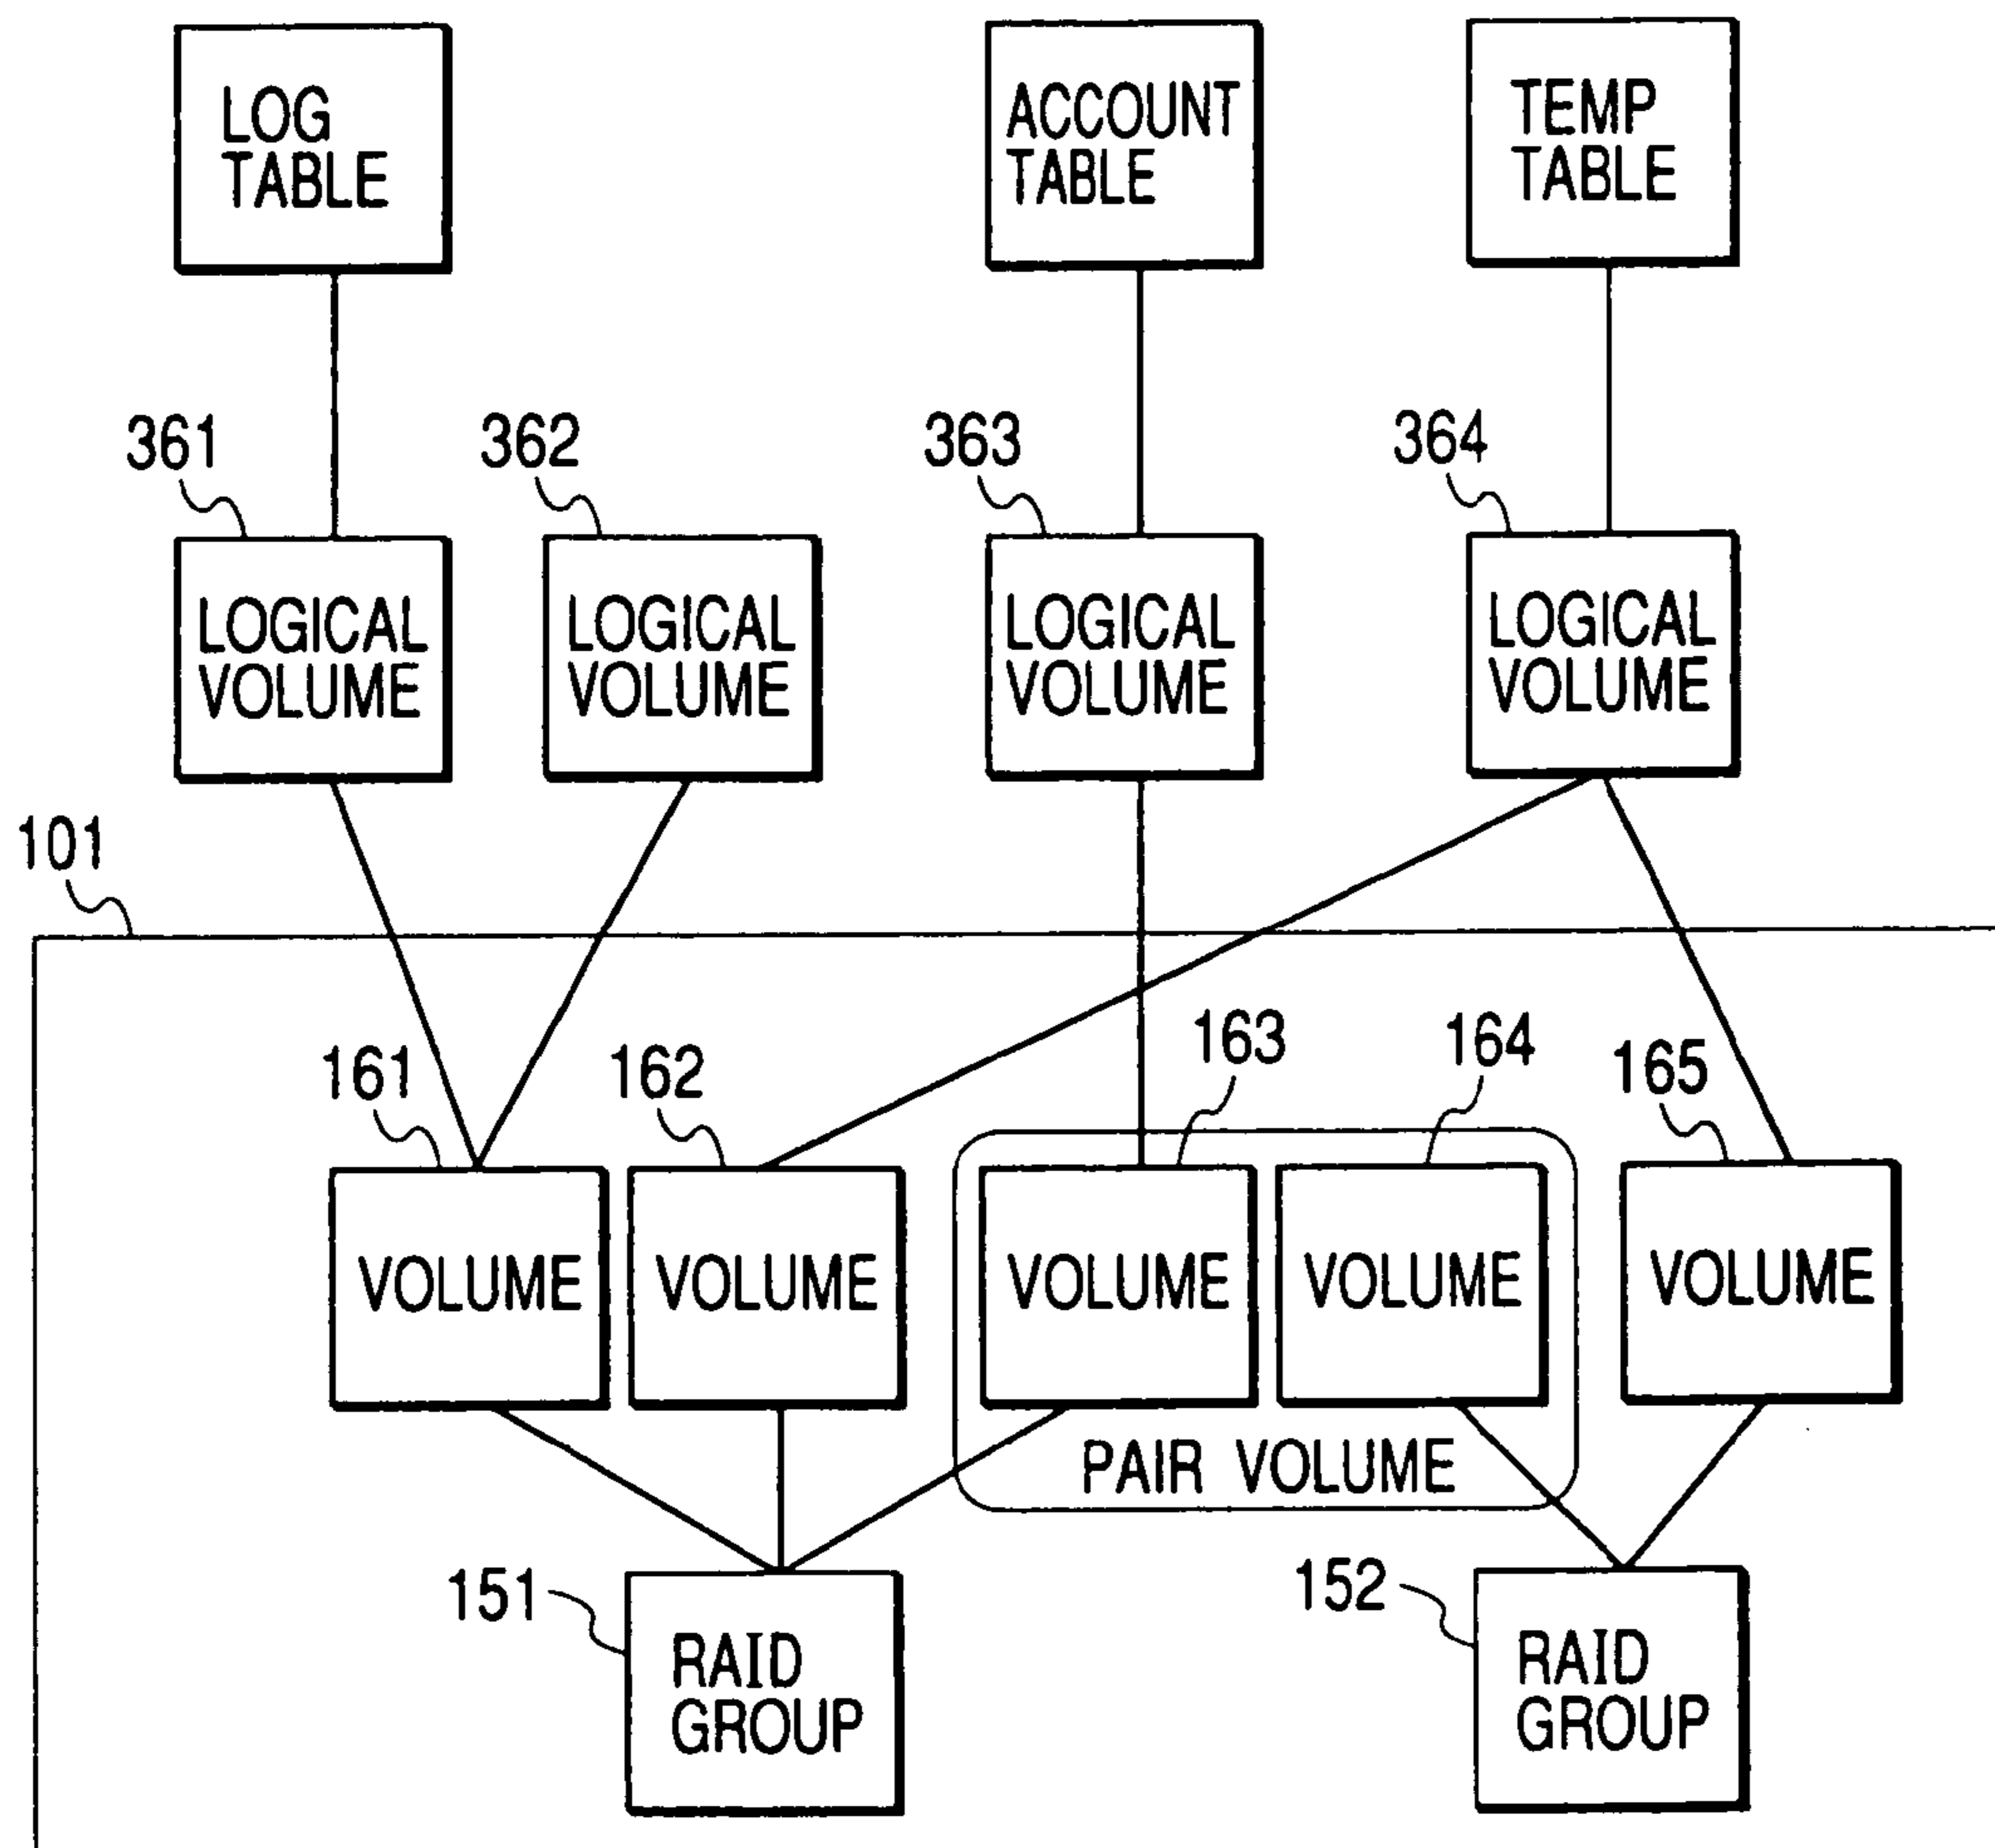 LOG
TABLE
ACCOUNT
TABLE
TEMP
TABLE
361
362
363
364
LOGICAL
VOLUME
LOGICAL
VOLUME
LOGICAL
VOLUME
LOGICAL
VOLUME
101
161
162
163
164
165
VOLUME
VOLUME
VOLUME
VOLUME
VOLUME
PAIR VOLUME
151
RAID
GROUP
152
RAID
GROUP